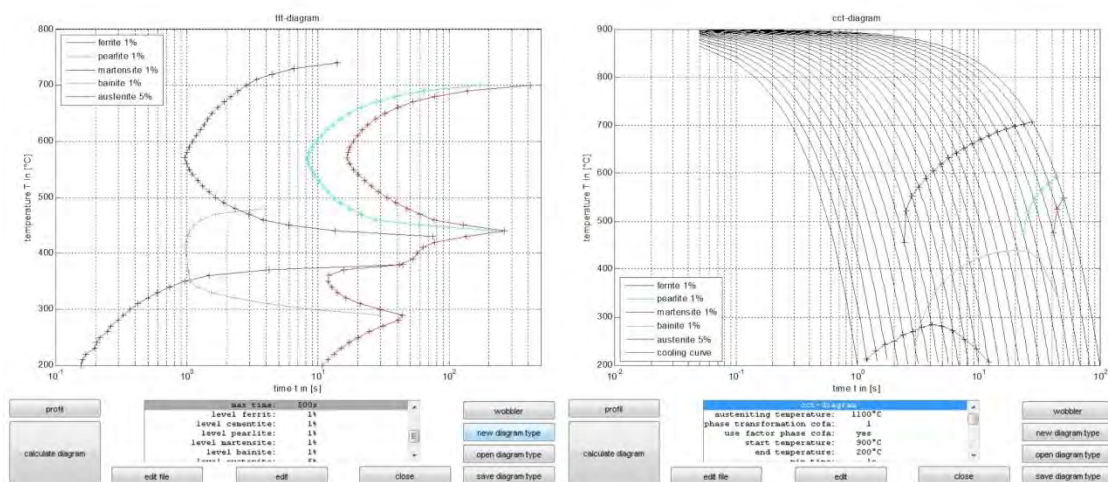 ttt-diagram
800
700
600
500
400
300
200
temperature T in [°C]
ferrite 1%
pearlite 1%
martensite 1%
bainite 1%
austenite 5%
10-1
100
101
102
time t in [s]
cct-diagram
900
800
700
600
500
400
300
200
temperature T in [°C]
ferrite 1%
pearlite 1%
martensite 1%
bainite 1%
austenite 5%
cooling curve
10-2
10-1
100
101
102
time t in [s]
profil
calculate diagram
max time: 500s
level ferrit: 1%
level cementite: 1%
level pearlite: 1%
level martensite: 1%
level bainite: 1%
edit file
edit
close
wobbler
new diagram type
open diagram type
save diagram type
profil
calculate diagram
cct-diagram
austeniting temperature: 1100°C
phase transformation cofa: 1
use factor phase cofa: yes
start temperature: 900°C
end temperature: 200°C
edit file
edit
close
wobbler
new diagram type
open diagram type
save diagram type